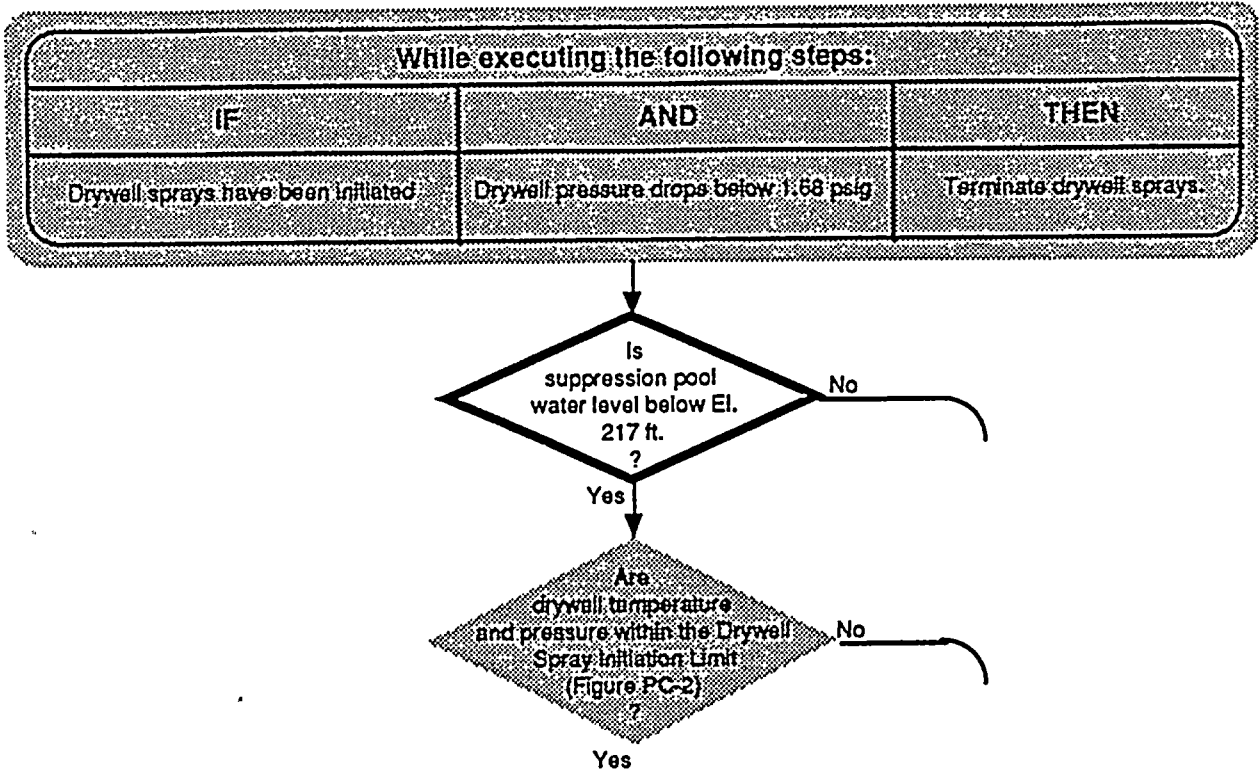 While executing the following steps:
IF
AND
THEN
Drywell sprays have been initiated
Drywell pressure drops below 1.68 psig
Terminate drywell sprays.
Is
suppression pool
water level below El.
217 ft.
?
No
Yes
Are
drywell temperature
and pressure within the Drywell
Spray Initiation Limit
(Figure PC-2)
?
No
Yes